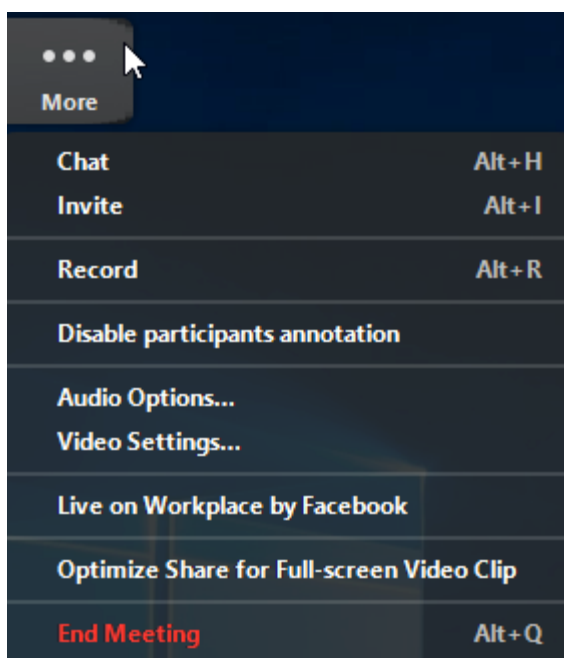 More
Chat Alt+H
Invite Alt+I
Record Alt+R
Disable participants annotation
Audio Options...
Video Settings...
Live on Workplace by Facebook
Optimize Share for Full-screen Video Clip
End Meeting Alt+Q